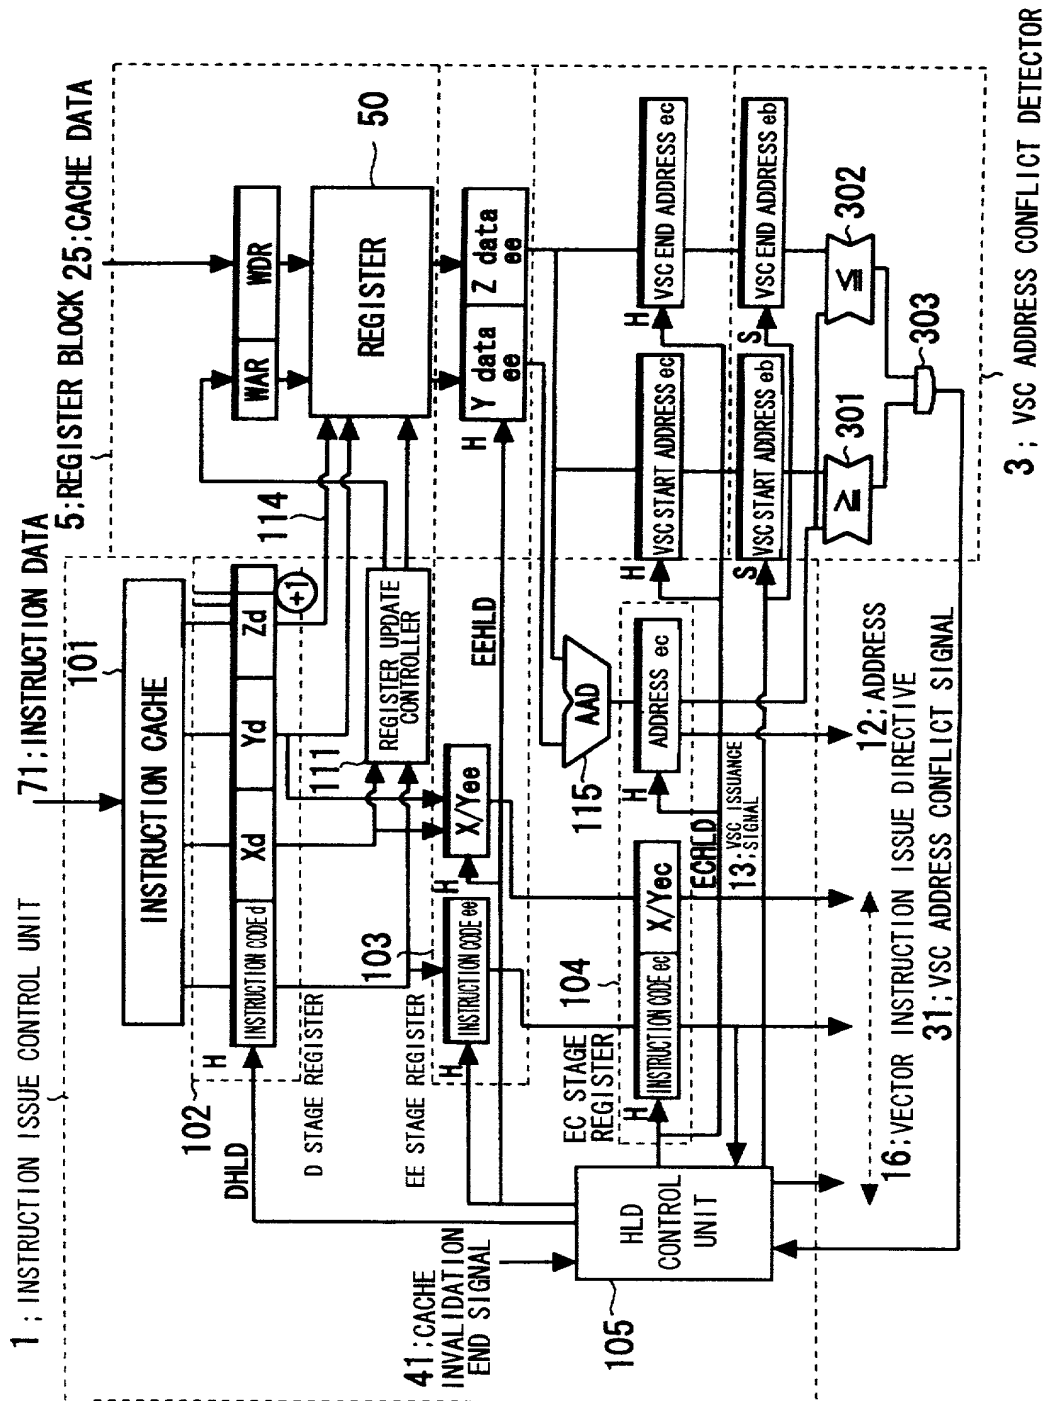 1; INSTRUCTION ISSUE CONTROL UNIT
71; INSTRUCTION DATA
5; REGISTER BLOCK
25; CACHE DATA
101
INSTRUCTION CACHE
102
H
INSTRUCTION CODE d
Xd
Yd
Zd
+1
D STAGE REGISTER
DHLD
WAR
WDR
114
50
REGISTER
111
REGISTER UPDATE
CONTROLLER
EE STAGE REGISTER
103
H
INSTRUCTION CODE ee
H
X/Yee
EEHLD
H
Y data
ee
Z data
ee
AAD
115
EC STAGE
REGISTER
104
H
INSTRUCTION CODE ec
X/Yec
H
ADDRESS ec
H
VSC START ADDRESS ec
H
VSC END ADDRESS ec
ECHLD
13; VSC ISSUANCE
SIGNAL
S
VSC START ADDRESS eb
S
VSC END ADDRESS eb
≧
301
≦
302
303
41; CACHE
INVALIDATION
END SIGNAL
HLD
CONTROL
UNIT
105
12; ADDRESS
16; VECTOR INSTRUCTION ISSUE DIRECTIVE
31; VSC ADDRESS CONFLICT SIGNAL
3; VSC ADDRESS CONFLICT DETECTOR